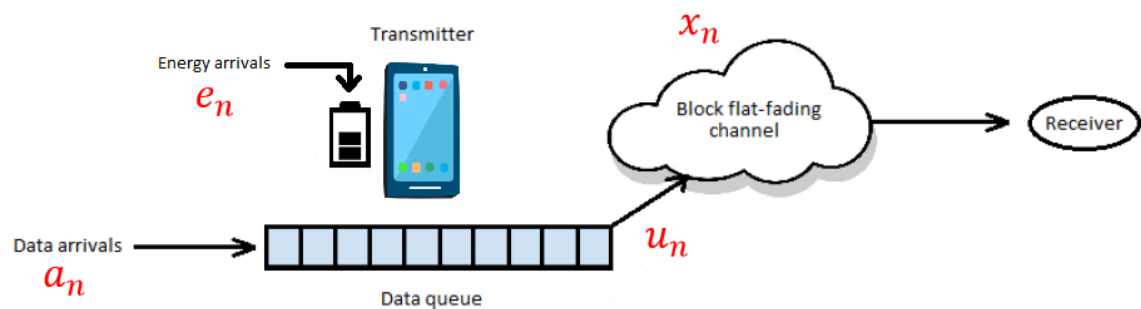 Transmitter
x_n
Energy arrivals
e_n
Block flat-fading
channel
Receiver
Data arrivals
a_n
u_n
Data queue